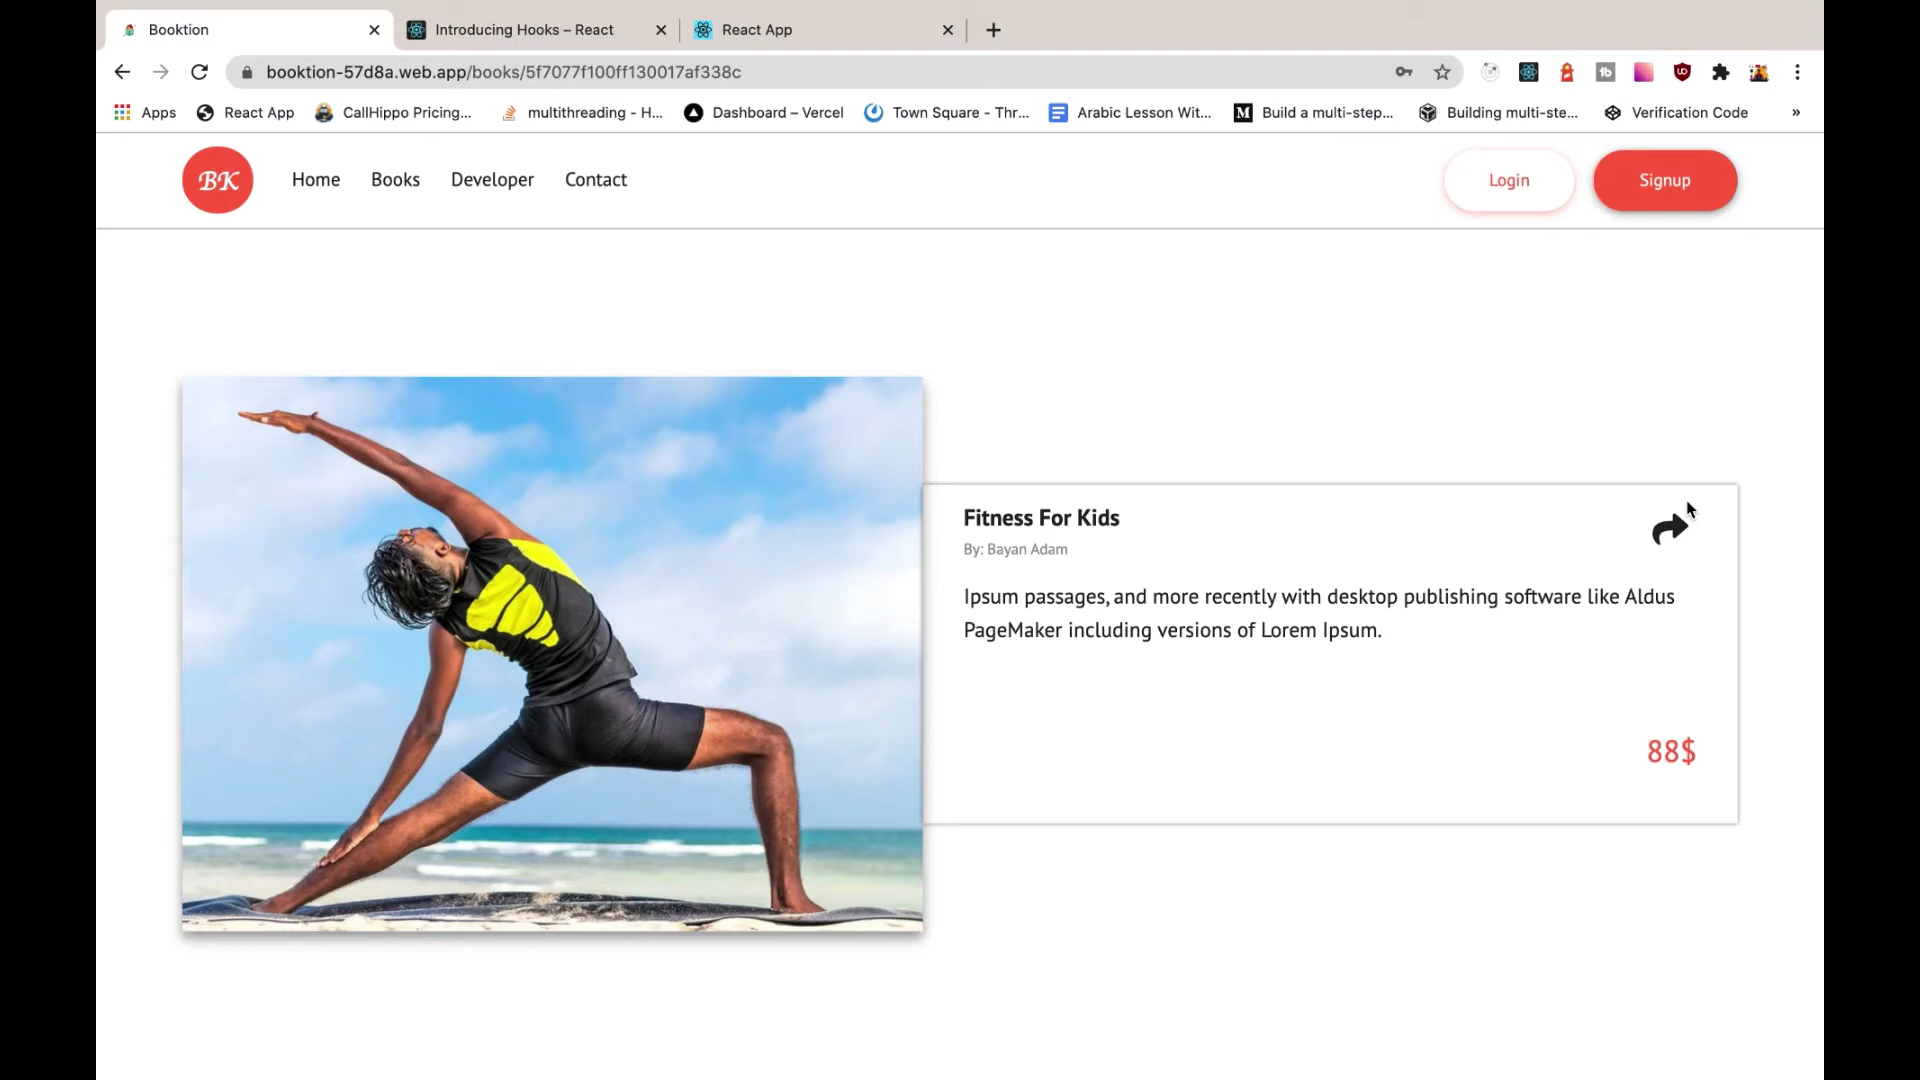 Booktion
Introducing Hooks – React
React App
booktion-57d8a.web.app/books/5f7077f100ff130017af338c
Apps
React App
CallHippo Pricing...
multithreading - H...
Dashboard – Vercel
Town Square - Thr...
Arabic Lesson Wit...
M
Build a multi-step...
Building multi-ste...
Verification Code
»
BK
Home
Books
Developer
Contact
Login
Signup
Fitness For Kids
By: Bayan Adam
Ipsum passages, and more recently with desktop publishing software like Aldus
PageMaker including versions of Lorem Ipsum.
88$